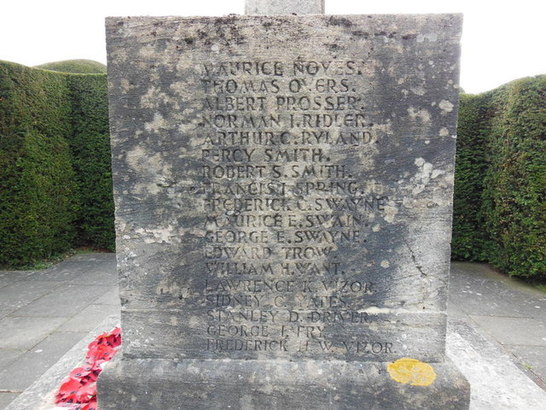 MAURICE NOYES.
THOMAS OVERS.
ALBERT PROSSER.
NORMAN J. RIDLER.
ARTHUR C. RYLAND.
PERCY SMITH.
ROBERT S. SMITH.
FRANCIS J. SPRING.
FREDERICK C. SWAYNE
MAURICE E. SWAIN.
GEORGE E. SWAYNE.
EDWARD TROW.
WILLIAM H. WANT.
LAWRENCE K. VIZOR.
SIDNEY G. YATES.
STANLEY D. DRIVER.
GEORGE FRY
FREDERICK W. VIZOR.